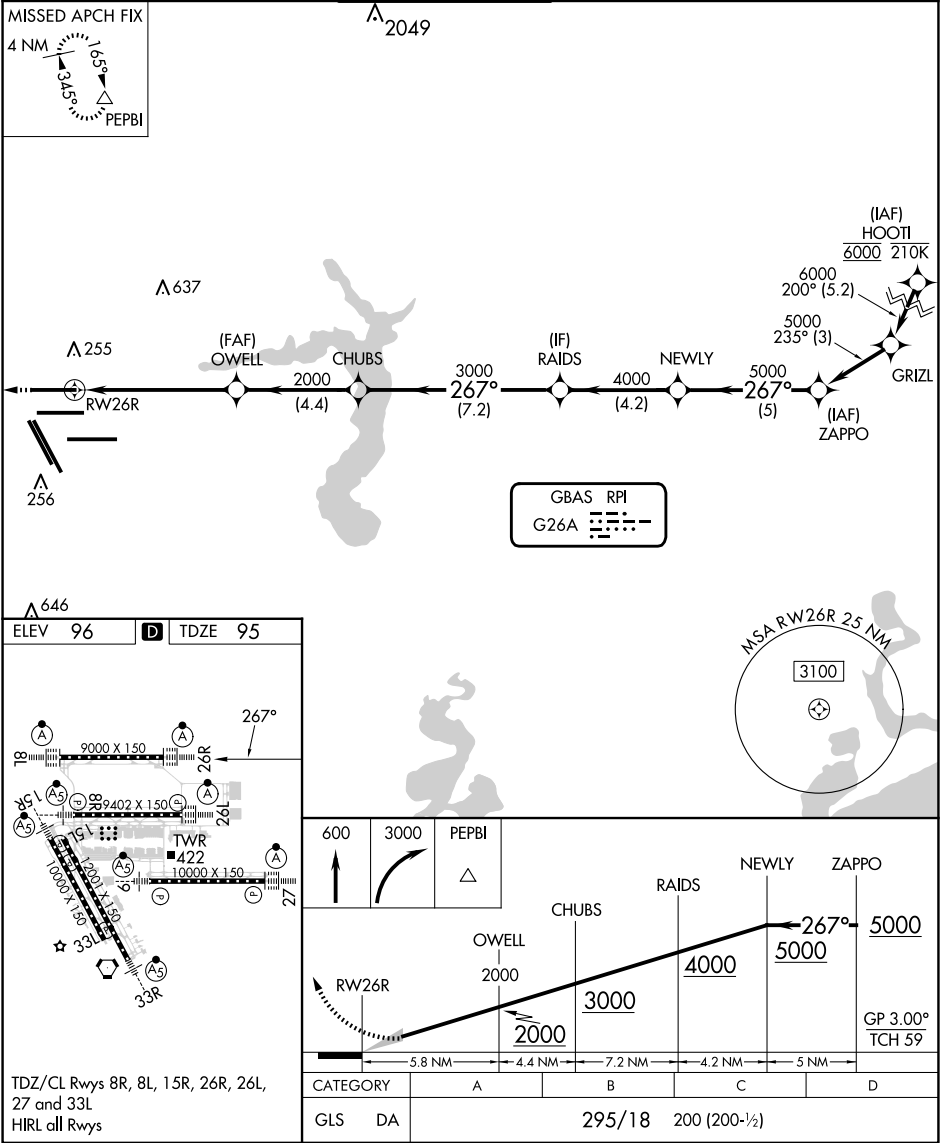 MISSED APCH FIX
4 NM
165°
345°
PEPBI
2049
(IAF)
HOOTI
6000 210K
6000
200° (5.2)
5000
235° (3)
GRIZL
637
255
(FAF)
OWELL
CHUBS
(IF)
RAIDS
NEWLY
RW26R
2000
(4.4)
3000
267°
(7.2)
4000
(4.2)
5000
267°
(5)
(IAF)
ZAPPO
256
GBAS RPI
G26A
646
MSA RW26R 25 NM
3100
ELEV 96 D TDZE 95
267°
A
A
8L
9000 X 150
26R
A5
P
8R
9402 X 150
P
A
26L
15R
A5
15L
TWR
422
A5
9
10000 X 150
A
27
P
P
10000 X 150
12001 X 150
33L
A5
33R
TDZ/CL Rwys 8R, 8L, 15R, 26R, 26L,
27 and 33L
HIRL all Rwys
600 3000 PEPBI
RW26R
OWELL
2000
CHUBS
RAIDS
NEWLY
ZAPPO
267°
5000
5000
4000
3000
2000
GP 3.00°
TCH 59
5.8 NM 4.4 NM 7.2 NM 4.2 NM 5 NM
CATEGORY A B C D
GLS DA 295/18 200 (200-½)